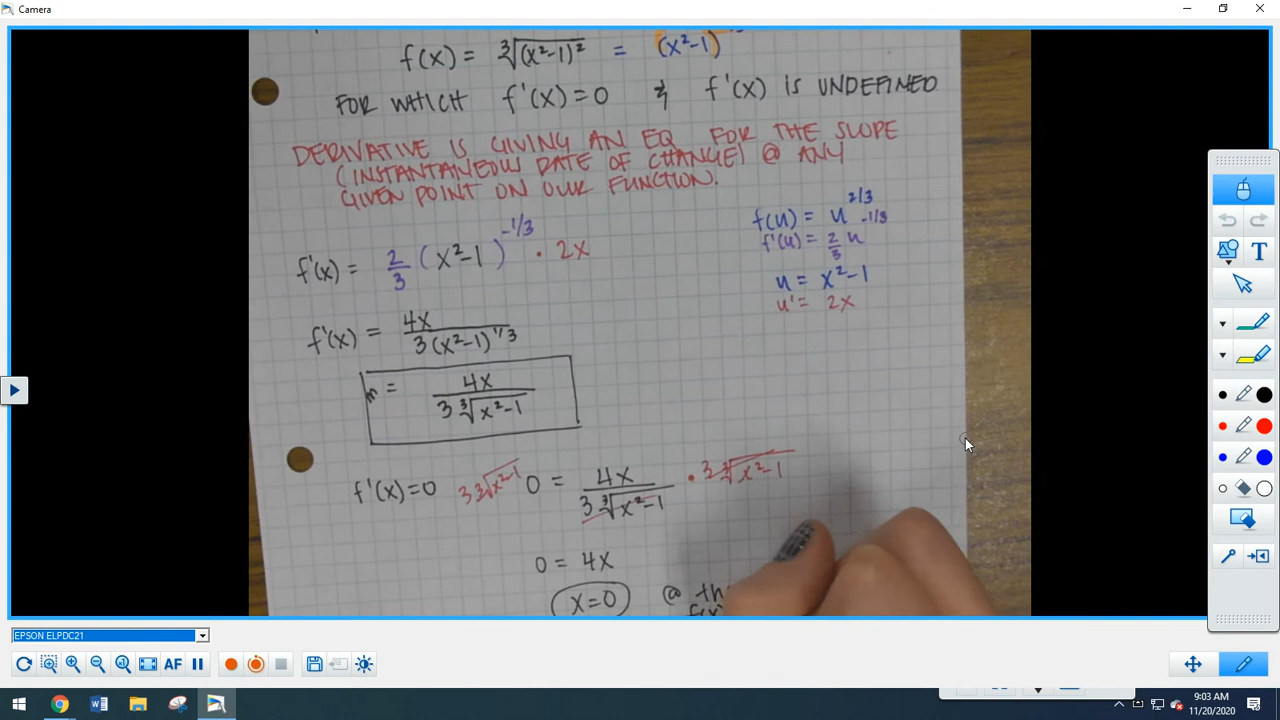 Camera
f(x) = ∛(x²-1)² = (x²-1)
FOR WHICH f'(x)=0 & f'(x) IS UNDEFINED
DERIVATIVE IS GIVING AN EQ FOR THE SLOPE
(INSTANTANEOUS RATE OF CHANGE) @ ANY
GIVEN POINT ON OUR FUNCTION.
f(u) = u^2/3
f'(u) = 2/3 u^-1/3
f'(x) = 2/3 (x²-1)^-1/3 · 2x
u = x²-1
u' = 2x
f'(x) = 4x / 3(x²-1)^1/3
m = 4x / 3∛x²-1
f'(x)=0 3∛x²-1 0 = 4x / 3∛x²-1 · 3∛x²-1
0 = 4x
x=0 @
EPSON ELPDC21
AF
T
9:03 AM
11/20/2020